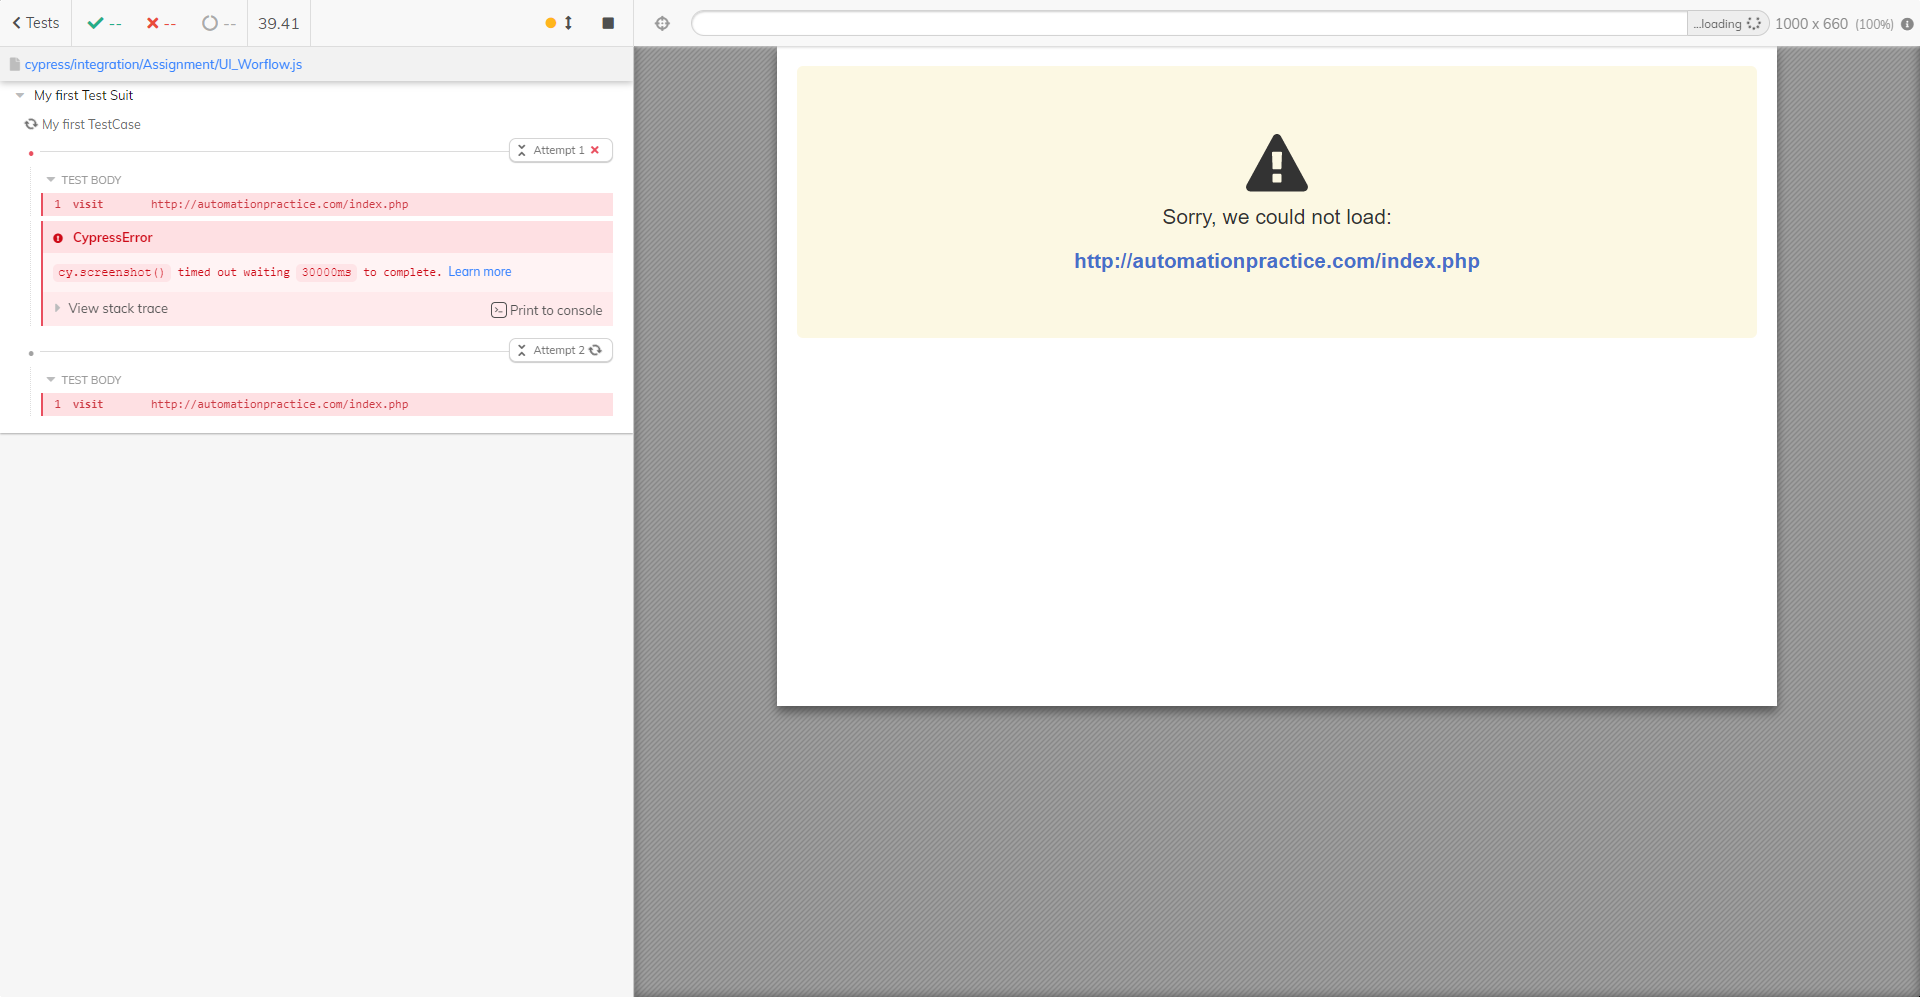 Tests -- -- -- 39.41
...loading 1000 x 660 (100%)
cypress/integration/Assignment/UI_Worflow.js
My first Test Suit
My first TestCase
Attempt 1
TEST BODY
1 visit http://automationpractice.com/index.php
CypressError
cy.screenshot() timed out waiting 30000ms to complete. Learn more
View stack trace Print to console
Attempt 2
TEST BODY
1 visit http://automationpractice.com/index.php
Sorry, we could not load:
http://automationpractice.com/index.php